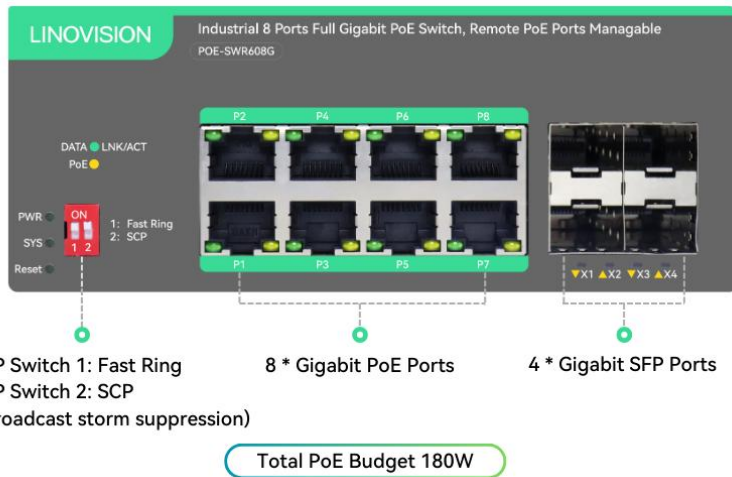 LINOVISION
Industrial 8 Ports Full Gigabit PoE Switch, Remote PoE Ports Managable
POE-SWR608G
P2 P4 P6 P8
DATA LNK/ACT
PoE
PWR
SYS
Reset
ON
1 2
1: Fast Ring
2: SCP
P1 P3 P5 P7
▼X1 ▲X2 ▼X3 ▲X4
P Switch 1: Fast Ring
P Switch 2: SCP
roadcast storm suppression)
8 * Gigabit PoE Ports
4 * Gigabit SFP Ports
Total PoE Budget 180W